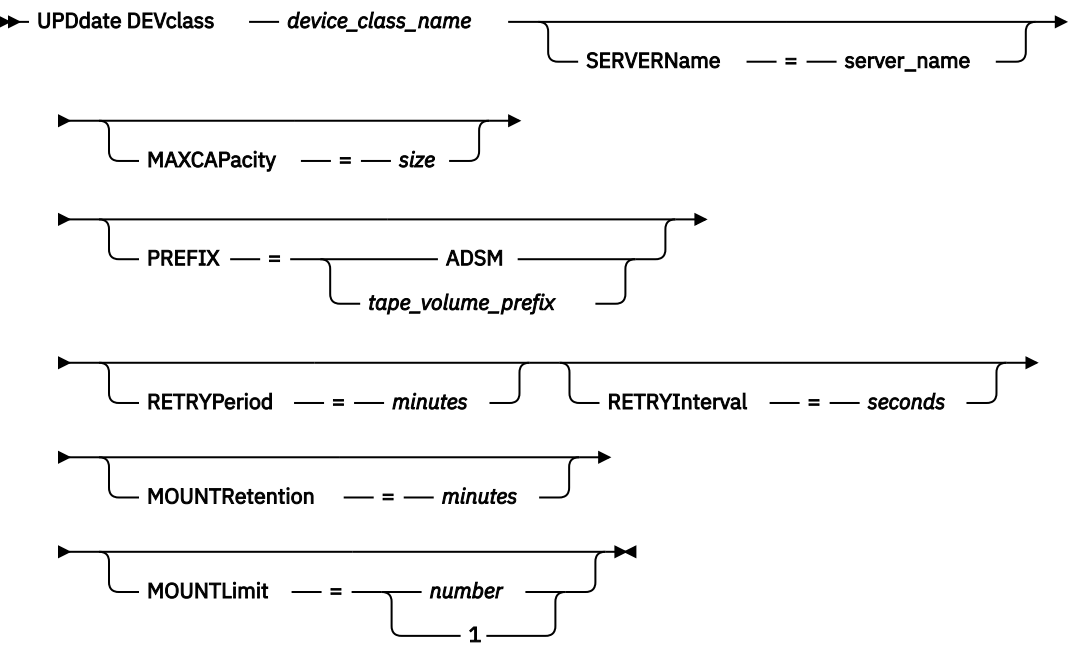 UPDdate DEVclass device_class_name
SERVERName = server_name
MAXCAPacity = size
PREFIX = ADSM
tape_volume_prefix
RETRYPeriod = minutes RETRYInterval = seconds
MOUNTRetention = minutes
MOUNTLimit = number
1